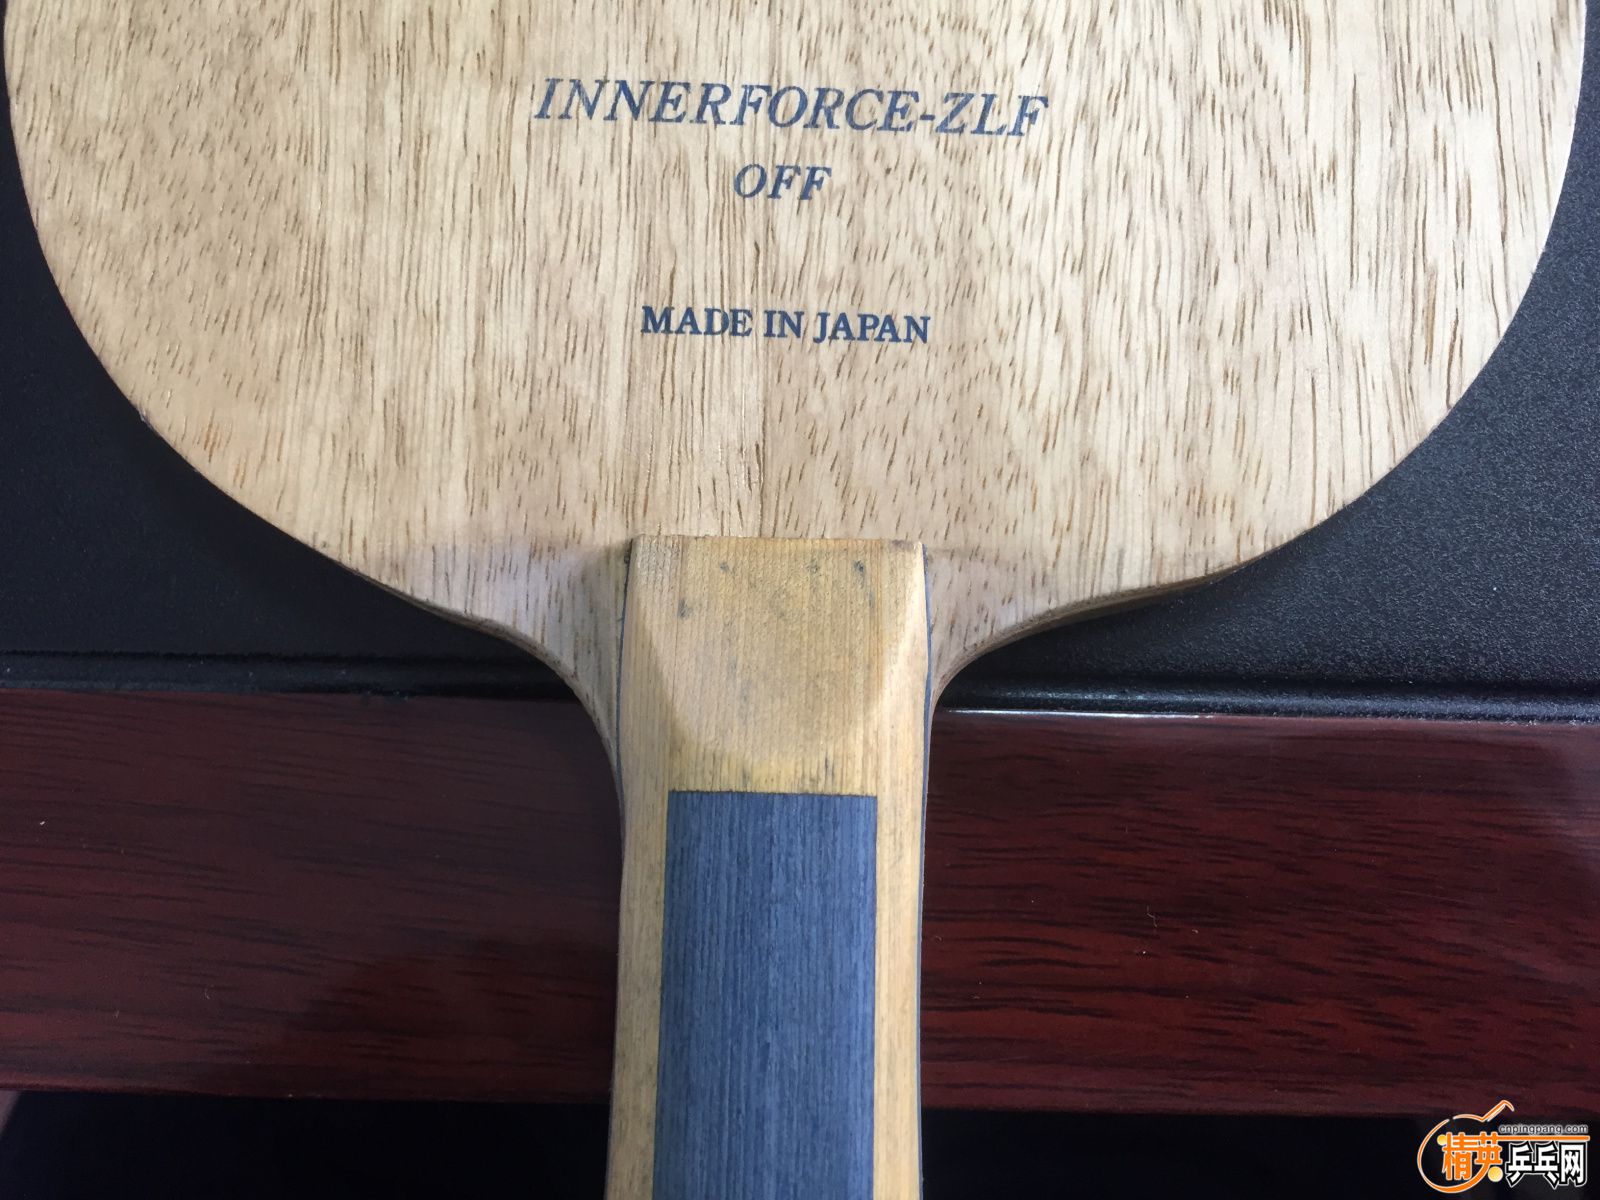 INNERFORCE-ZLF
OFF
MADE IN JAPAN
cnpingpang.com
精英乒乓网